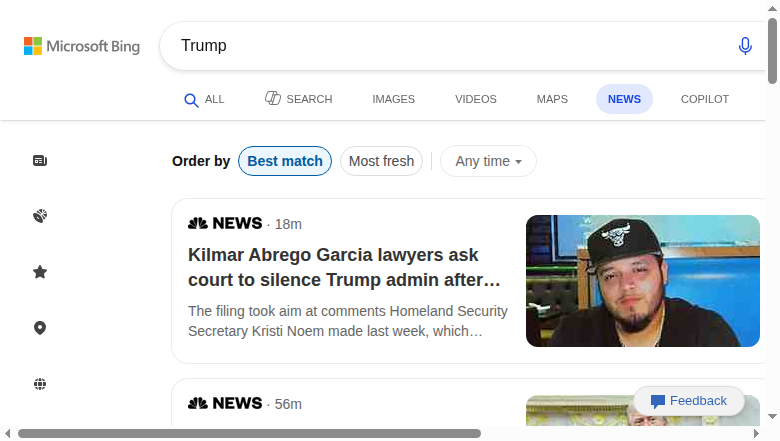 Microsoft Bing
Trump
ALL
SEARCH
IMAGES
VIDEOS
MAPS
NEWS
COPILOT
Order by
Best match
Most fresh
Any time
NEWS · 18m
Kilmar Abrego Garcia lawyers ask
court to silence Trump admin after…
The filing took aim at comments Homeland Security
Secretary Kristi Noem made last week, which…
NEWS · 56m
Feedback